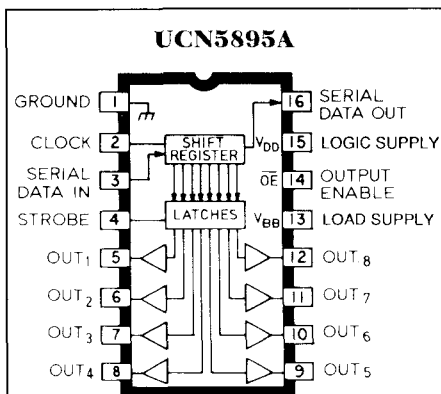 UCN5895A
GROUND 1
16 SERIAL DATA OUT
CLOCK 2
SHIFT REGISTER
VDD 15 LOGIC SUPPLY
SERIAL DATA IN 3
OE 14 OUTPUT ENABLE
STROBE 4
LATCHES
VBB 13 LOAD SUPPLY
OUT1 5
12 OUT8
OUT2 6
11 OUT7
OUT3 7
10 OUT6
OUT4 8
9 OUT5